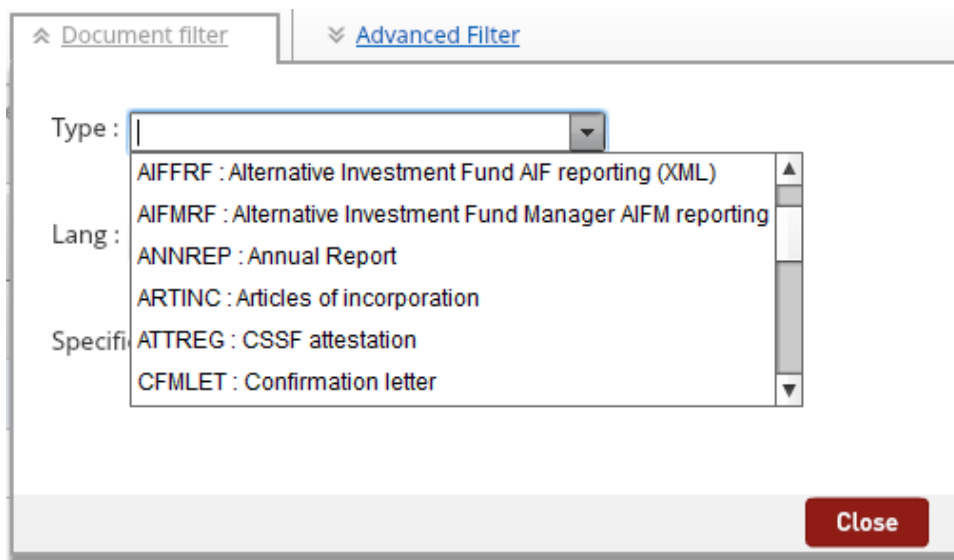 Document filter
Advanced Filter
Type :
AIFFRF : Alternative Investment Fund AIF reporting (XML)
AIFMRF : Alternative Investment Fund Manager AIFM reporting
Lang :
ANNREP : Annual Report
ARTINC : Articles of incorporation
Specifi
ATTREG : CSSF attestation
CFMLET : Confirmation letter
Close